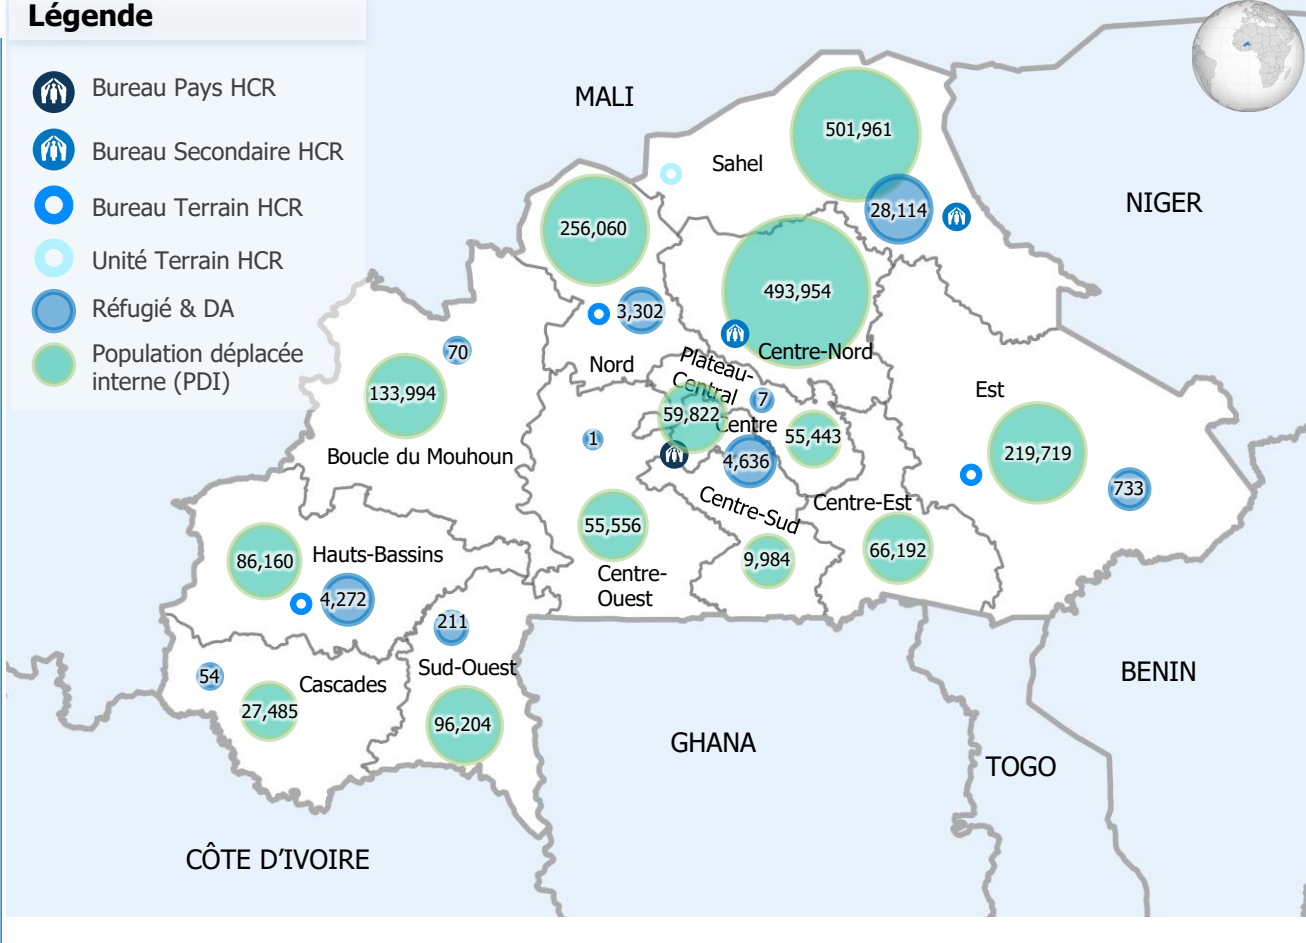 Légende
Bureau Pays HCR
Bureau Secondaire HCR
Bureau Terrain HCR
Unité Terrain HCR
Réfugié & DA
Population déplacée
interne (PDI)
MALI
NIGER
Sahel
501,961
28,114
256,060
3,302
Nord
493,954
Centre-Nord
70
133,994
Boucle du Mouhoun
Plateau-
Central
7
59,822
Centre
55,443
4,636
1
Est
219,719
733
Centre-Sud
Centre-Est
55,556
9,984
66,192
Centre-
Ouest
86,160
Hauts-Bassins
4,272
211
Sud-Ouest
54
Cascades
27,485
96,204
BENIN
GHANA
TOGO
CÔTE D’IVOIRE